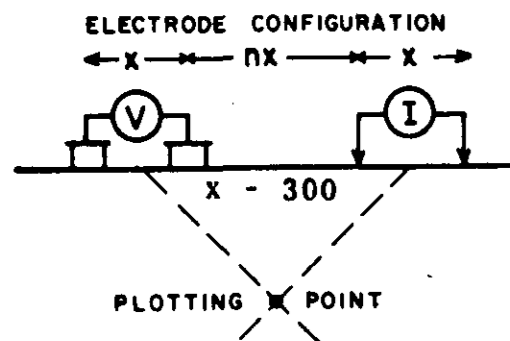 ELECTRODE CONFIGURATION
x nx x
V I
x - 300
PLOTTING POINT